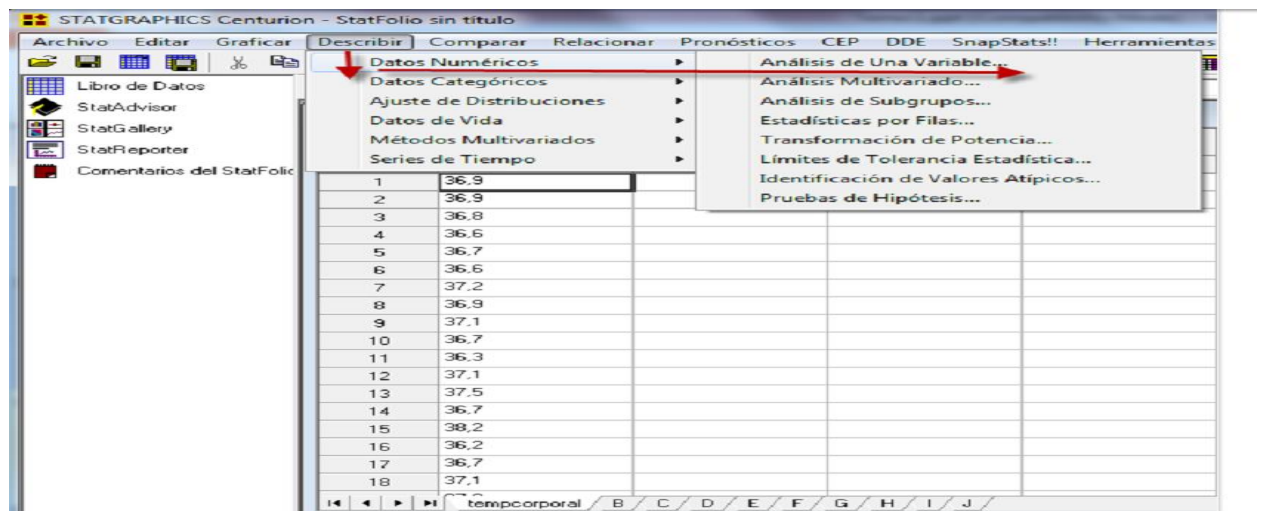 STATGRAPHICS Centurion - StatFolio sin título
Archivo Editar Graficar Describir Comparar Relacionar Pronósticos CEP DDE SnapStats!! Herramientas
Datos Numéricos
Datos Categóricos
Ajuste de Distribuciones
Datos de Vida
Métodos Multivariados
Series de Tiempo
Análisis de Una Variable...
Análisis Multivariado...
Análisis de Subgrupos...
Estadísticas por Filas...
Transformación de Potencia...
Límites de Tolerancia Estadística...
Identificación de Valores Atípicos...
Pruebas de Hipótesis...
Libro de Datos
StatAdvisor
StatGallery
StatReporter
Comentarios del StatFolio
1 36,9
2 36,9
3 36,8
4 36,6
5 36,7
6 36,6
7 37,2
8 36,9
9 37,1
10 36,7
11 36,3
12 37,1
13 37,5
14 36,7
15 38,2
16 36,2
17 36,7
18 37,1
tempcorporal B C D E F G H I J